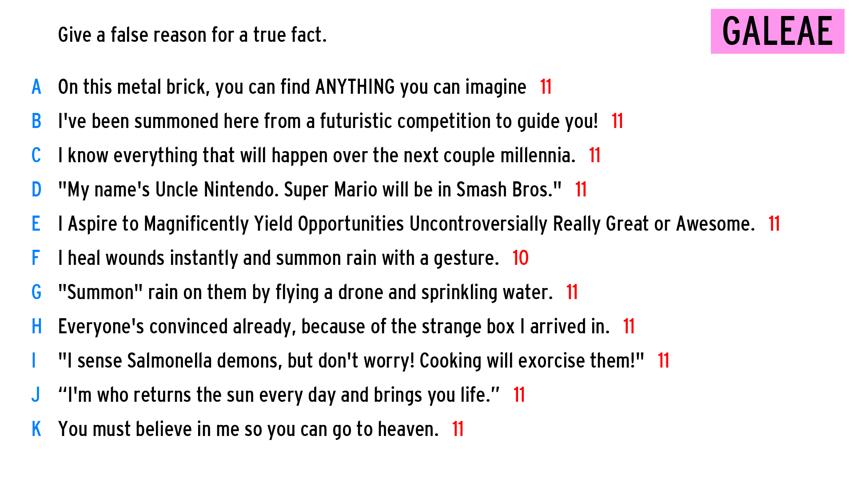 Give a false reason for a true fact.
GALEAE
A On this metal brick, you can find ANYTHING you can imagine 11
B I've been summoned here from a futuristic competition to guide you! 11
C I know everything that will happen over the next couple millennia. 11
D "My name's Uncle Nintendo. Super Mario will be in Smash Bros." 11
E I Aspire to Magnificently Yield Opportunities Uncontroversially Really Great or Awesome. 11
F I heal wounds instantly and summon rain with a gesture. 10
G "Summon" rain on them by flying a drone and sprinkling water. 11
H Everyone's convinced already, because of the strange box I arrived in. 11
I "I sense Salmonella demons, but don't worry! Cooking will exorcise them!" 11
J “I'm who returns the sun every day and brings you life.” 11
K You must believe in me so you can go to heaven. 11